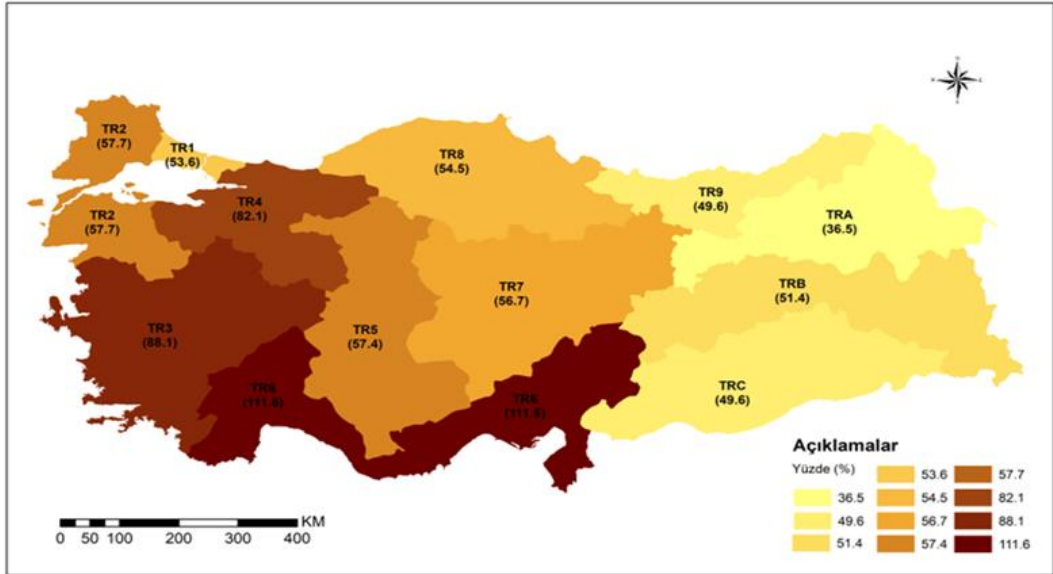 TR2
(57.7)
TR1
(53.6)
TR8
(54.5)
TR4
(82.1)
TR9
(49.6)
TRA
(36.5)
TR2
(57.7)
TRB
(51.4)
TR7
(56.7)
TR3
(88.1)
TR5
(57.4)
TR6
(111.6)
TR6
(111.6)
TRC
(49.6)
Açıklamalar
Yüzde (%)
36.5
49.6
51.4
53.6
54.5
56.7
57.4
57.7
82.1
88.1
111.6
KM
0 50 100 200 300 400